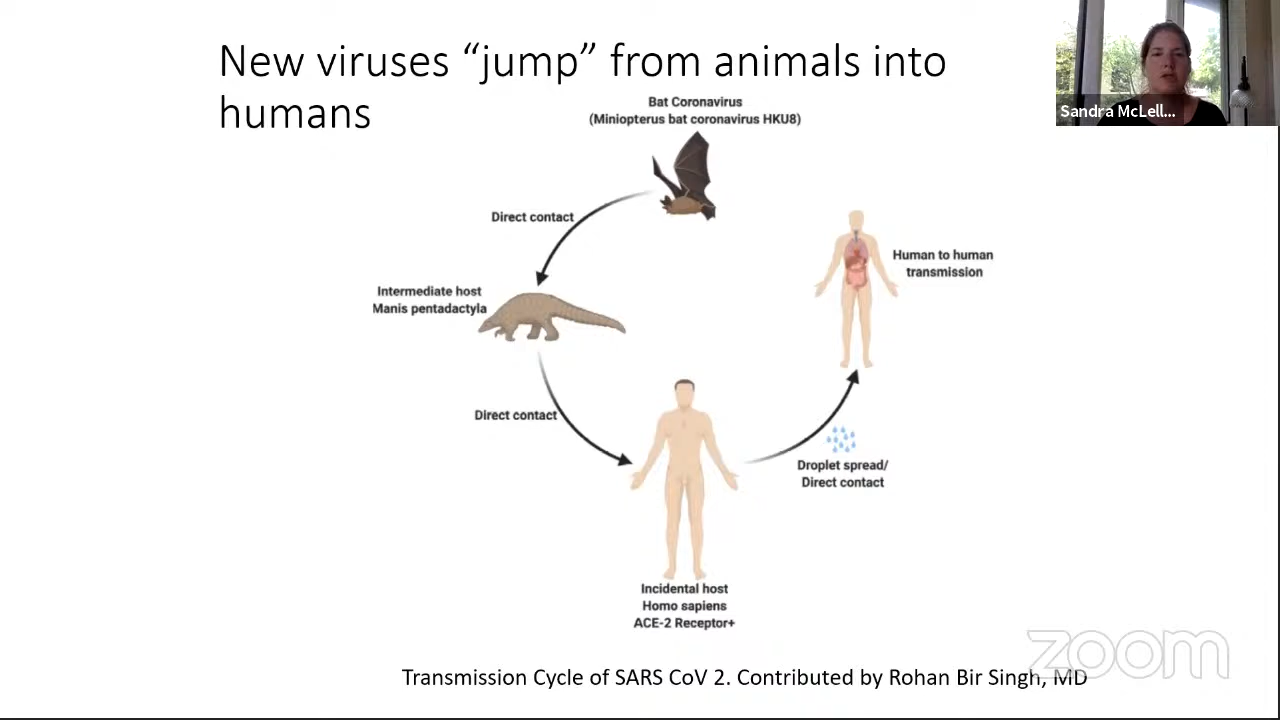 New viruses “jump” from animals into
humans
Bat Coronavirus
(Miniopterus bat coronavirus HKU8)
Sandra McLell...
Direct contact
Human to human
transmission
Intermediate host
Manis pentadactyla
Direct contact
Droplet spread/
Direct contact
Incidental host
Homo sapiens
ACE-2 Receptor+
zoom
Transmission Cycle of SARS CoV 2. Contributed by Rohan Bir Singh, MD